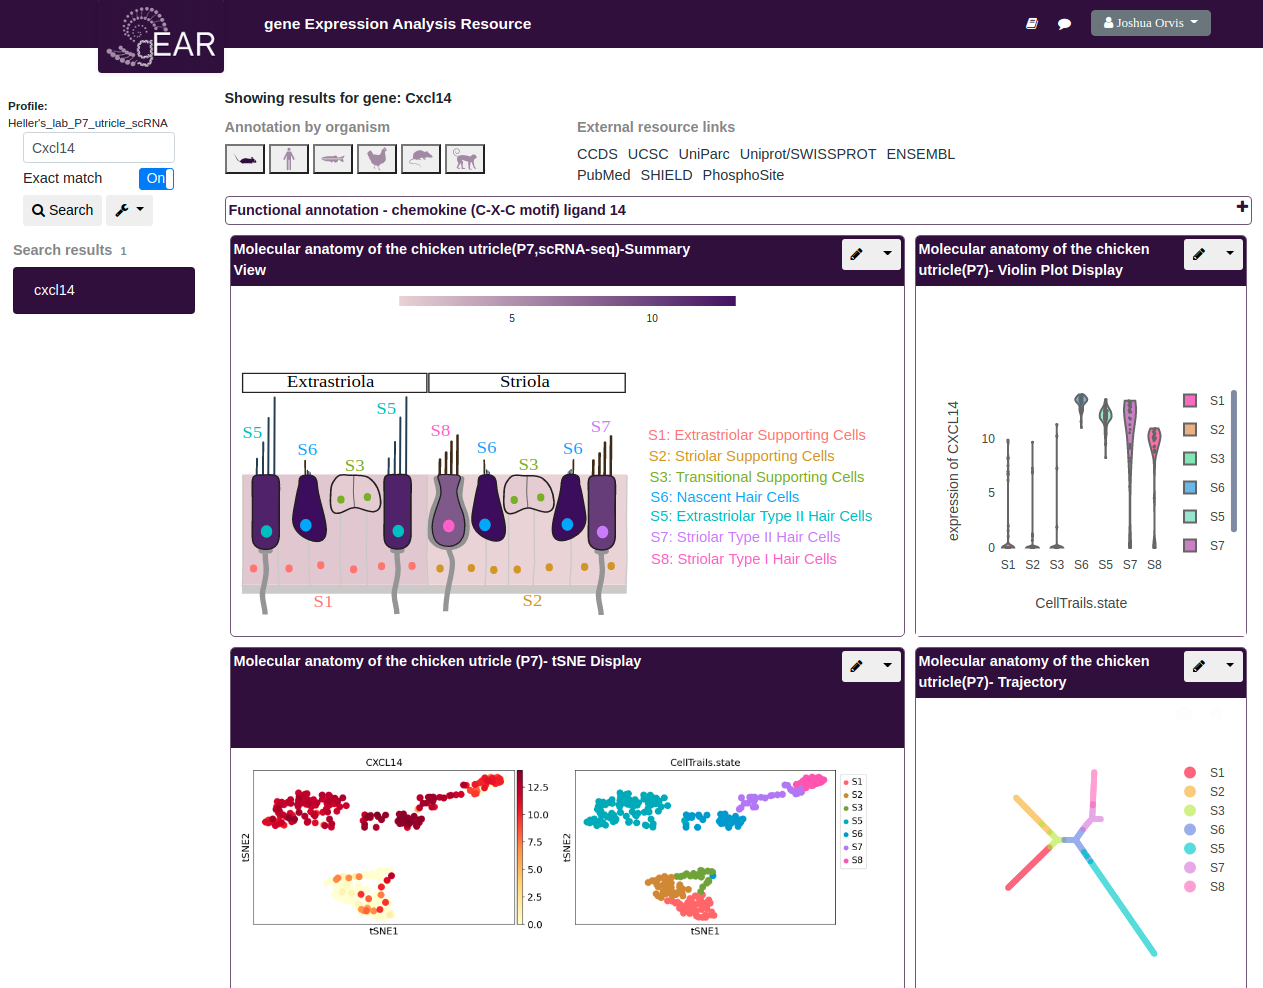 gEAR
gene Expression Analysis Resource
Joshua Orvis
Profile:
Heller's_lab_P7_utricle_scRNA
Cxcl14
Exact match On
Search
Search results 1
cxcl14
Showing results for gene: Cxcl14
Annotation by organism
External resource links
CCDS UCSC UniParc Uniprot/SWISSPROT ENSEMBL
PubMed SHIELD PhosphoSite
Functional annotation - chemokine (C-X-C motif) ligand 14
Molecular anatomy of the chicken utricle(P7,scRNA-seq)-Summary
View
5 10
Extrastriola Striola
S5 S6 S3 S5 S8 S6 S3 S6 S7
S1 S2
S1: Extrastriolar Supporting Cells
S2: Striolar Supporting Cells
S3: Transitional Supporting Cells
S6: Nascent Hair Cells
S5: Extrastriolar Type II Hair Cells
S7: Striolar Type II Hair Cells
S8: Striolar Type I Hair Cells
Molecular anatomy of the chicken
utricle(P7)- Violin Plot Display
expression of CXCL14
10
5
0
S1 S2 S3 S6 S5 S7 S8
CellTrails.state
S1
S2
S3
S6
S5
S7
Molecular anatomy of the chicken utricle (P7)- tSNE Display
CXCL14
tSNE2
tSNE1
12.5
10.0
7.5
5.0
2.5
0.0
CellTrails.state
tSNE2
tSNE1
S1
S2
S3
S5
S6
S7
S8
Molecular anatomy of the chicken
utricle(P7)- Trajectory
S1
S2
S3
S6
S5
S7
S8